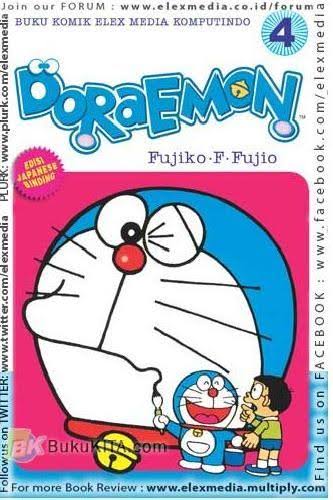 Join our FORUM : www.elexmedia.co.id/forum
BUKU KOMIK ELEX MEDIA KOMPUTINDO
4
DORAEMON
TM
Fujiko·F·Fujio
EDISI
JAPANESE
BINDING
PLURK: www.plurk.com/elexmedia
Follow us on TWITTER: www.twitter.com/elexmedia
Find us on FACEBOOK : www.facebook.com/elexmedia
BK BukuKita.com
For more Book Review : www.elexmedia.multiply.com